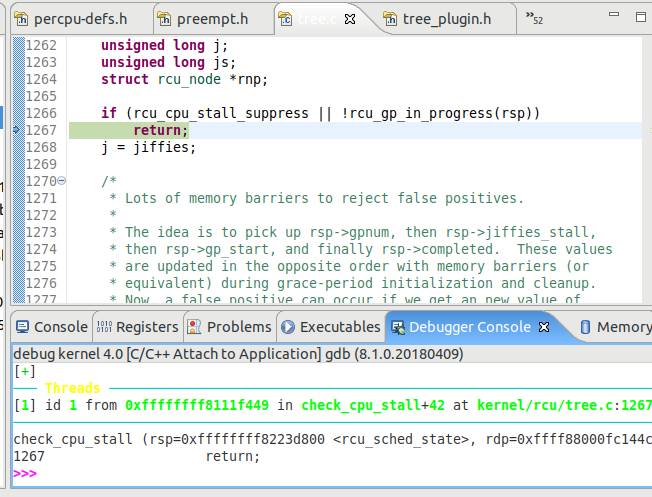 percpu-defs.h preempt.h tree.c tree_plugin.h »52
1262 unsigned long j;
1263 unsigned long js;
1264 struct rcu_node *rnp;
1265
1266 if (rcu_cpu_stall_suppress || !rcu_gp_in_progress(rsp))
1267 return;
1268 j = jiffies;
1269
1270 /*
1271 * Lots of memory barriers to reject false positives.
1272 *
1273 * The idea is to pick up rsp->gpnum, then rsp->jiffies_stall,
1274 * then rsp->gp_start, and finally rsp->completed. These values
1275 * are updated in the opposite order with memory barriers (or
1276 * equivalent) during grace-period initialization and cleanup.
1277 * Now, a false positive can occur if we get an new value of
Console Registers Problems Executables Debugger Console Memory
debug kernel 4.0 [C/C++ Attach to Application] gdb (8.1.0.20180409)
[+]
Threads
[1] id 1 from 0xffffffff8111f449 in check_cpu_stall+42 at kernel/rcu/tree.c:1267
check_cpu_stall (rsp=0xffffffff8223d800 <rcu_sched_state>, rdp=0xffff88000fc144c
1267 return;
>>>